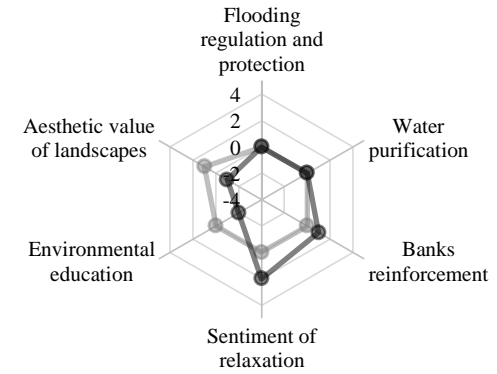 Flooding
regulation and
protection
4
2
0
-2
-4
Aesthetic value
of landscapes
Water
purification
Environmental
education
Banks
reinforcement
Sentiment of
relaxation